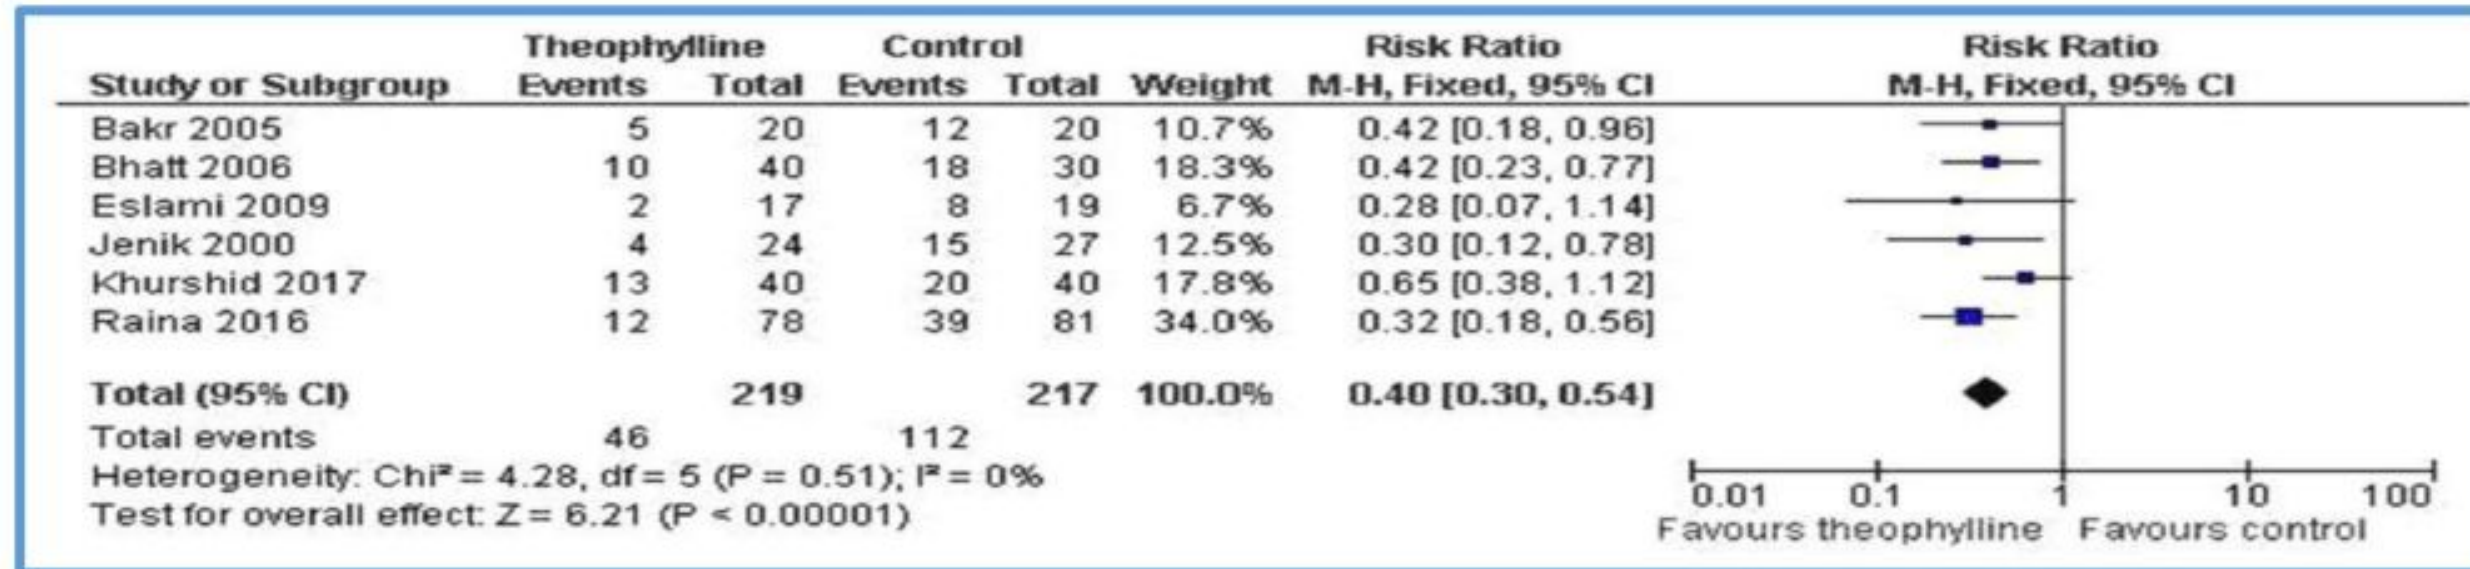 Theophylline Control Risk Ratio Risk Ratio
Study or Subgroup Events Total Events Total Weight M-H, Fixed, 95% CI M-H, Fixed, 95% CI
Bakr 2005 5 20 12 20 10.7% 0.42 [0.18, 0.96]
Bhatt 2006 10 40 18 30 18.3% 0.42 [0.23, 0.77]
Eslami 2009 2 17 8 19 6.7% 0.28 [0.07, 1.14]
Jenik 2000 4 24 15 27 12.5% 0.30 [0.12, 0.78]
Khurshid 2017 13 40 20 40 17.8% 0.65 [0.38, 1.12]
Raina 2016 12 78 39 81 34.0% 0.32 [0.18, 0.56]
Total (95% CI) 219 217 100.0% 0.40 [0.30, 0.54]
Total events 46 112
Heterogeneity: Chi² = 4.28, df = 5 (P = 0.51); I² = 0%
Test for overall effect: Z = 6.21 (P < 0.00001)
0.01 0.1 1 10 100
Favours theophylline Favours control